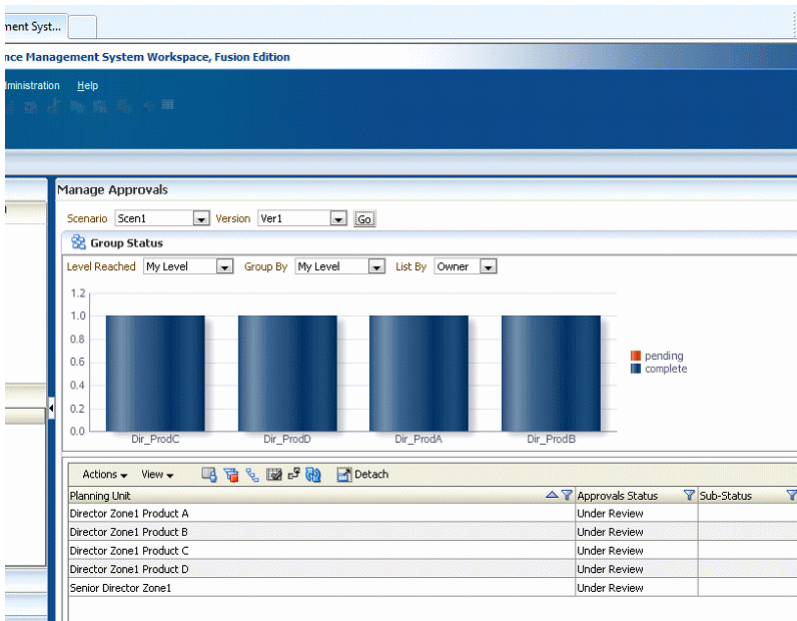 ment Syst...
nce Management System Workspace, Fusion Edition
dministration Help
Manage Approvals
Scenario Scen1 Version Ver1 Go
Group Status
Level Reached My Level Group By My Level List By Owner
1.2
1.0
0.8
0.6
0.4
0.2
0.0
pending
complete
Dir_ProdC Dir_ProdD Dir_ProdA Dir_ProdB
Actions View Detach
Planning Unit Approvals Status Sub-Status
Director Zone1 Product A Under Review
Director Zone1 Product B Under Review
Director Zone1 Product C Under Review
Director Zone1 Product D Under Review
Senior Director Zone1 Under Review